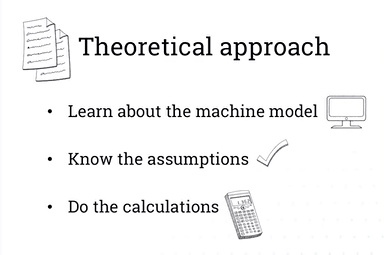 Theoretical approach
• Learn about the machine model
• Know the assumptions
• Do the calculations